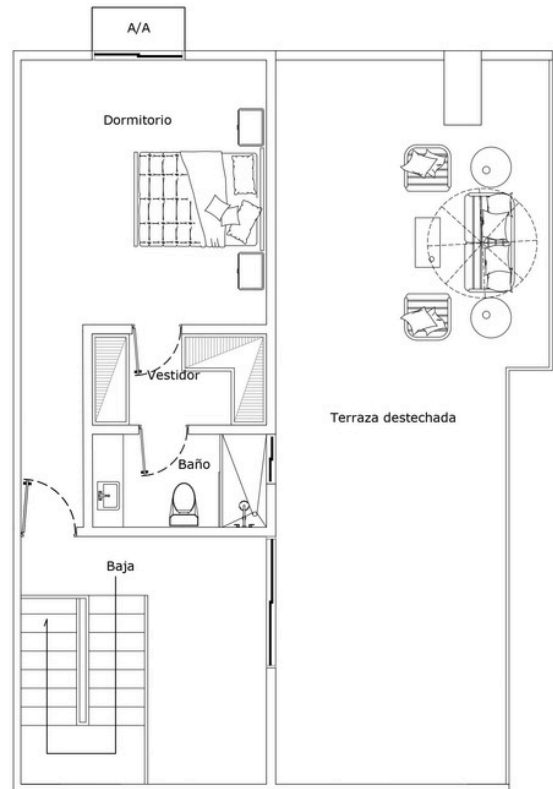 A/A
Dormitorio
Vestidor
Terraza destechada
Baño
Baja